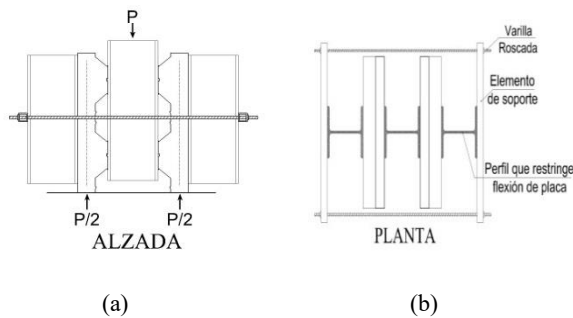 P
P/2
P/2
ALZADA
(a)
Varilla
Roscada
Elemento
de soporte
Perfil que restringe
flexión de placa
PLANTA
(b)